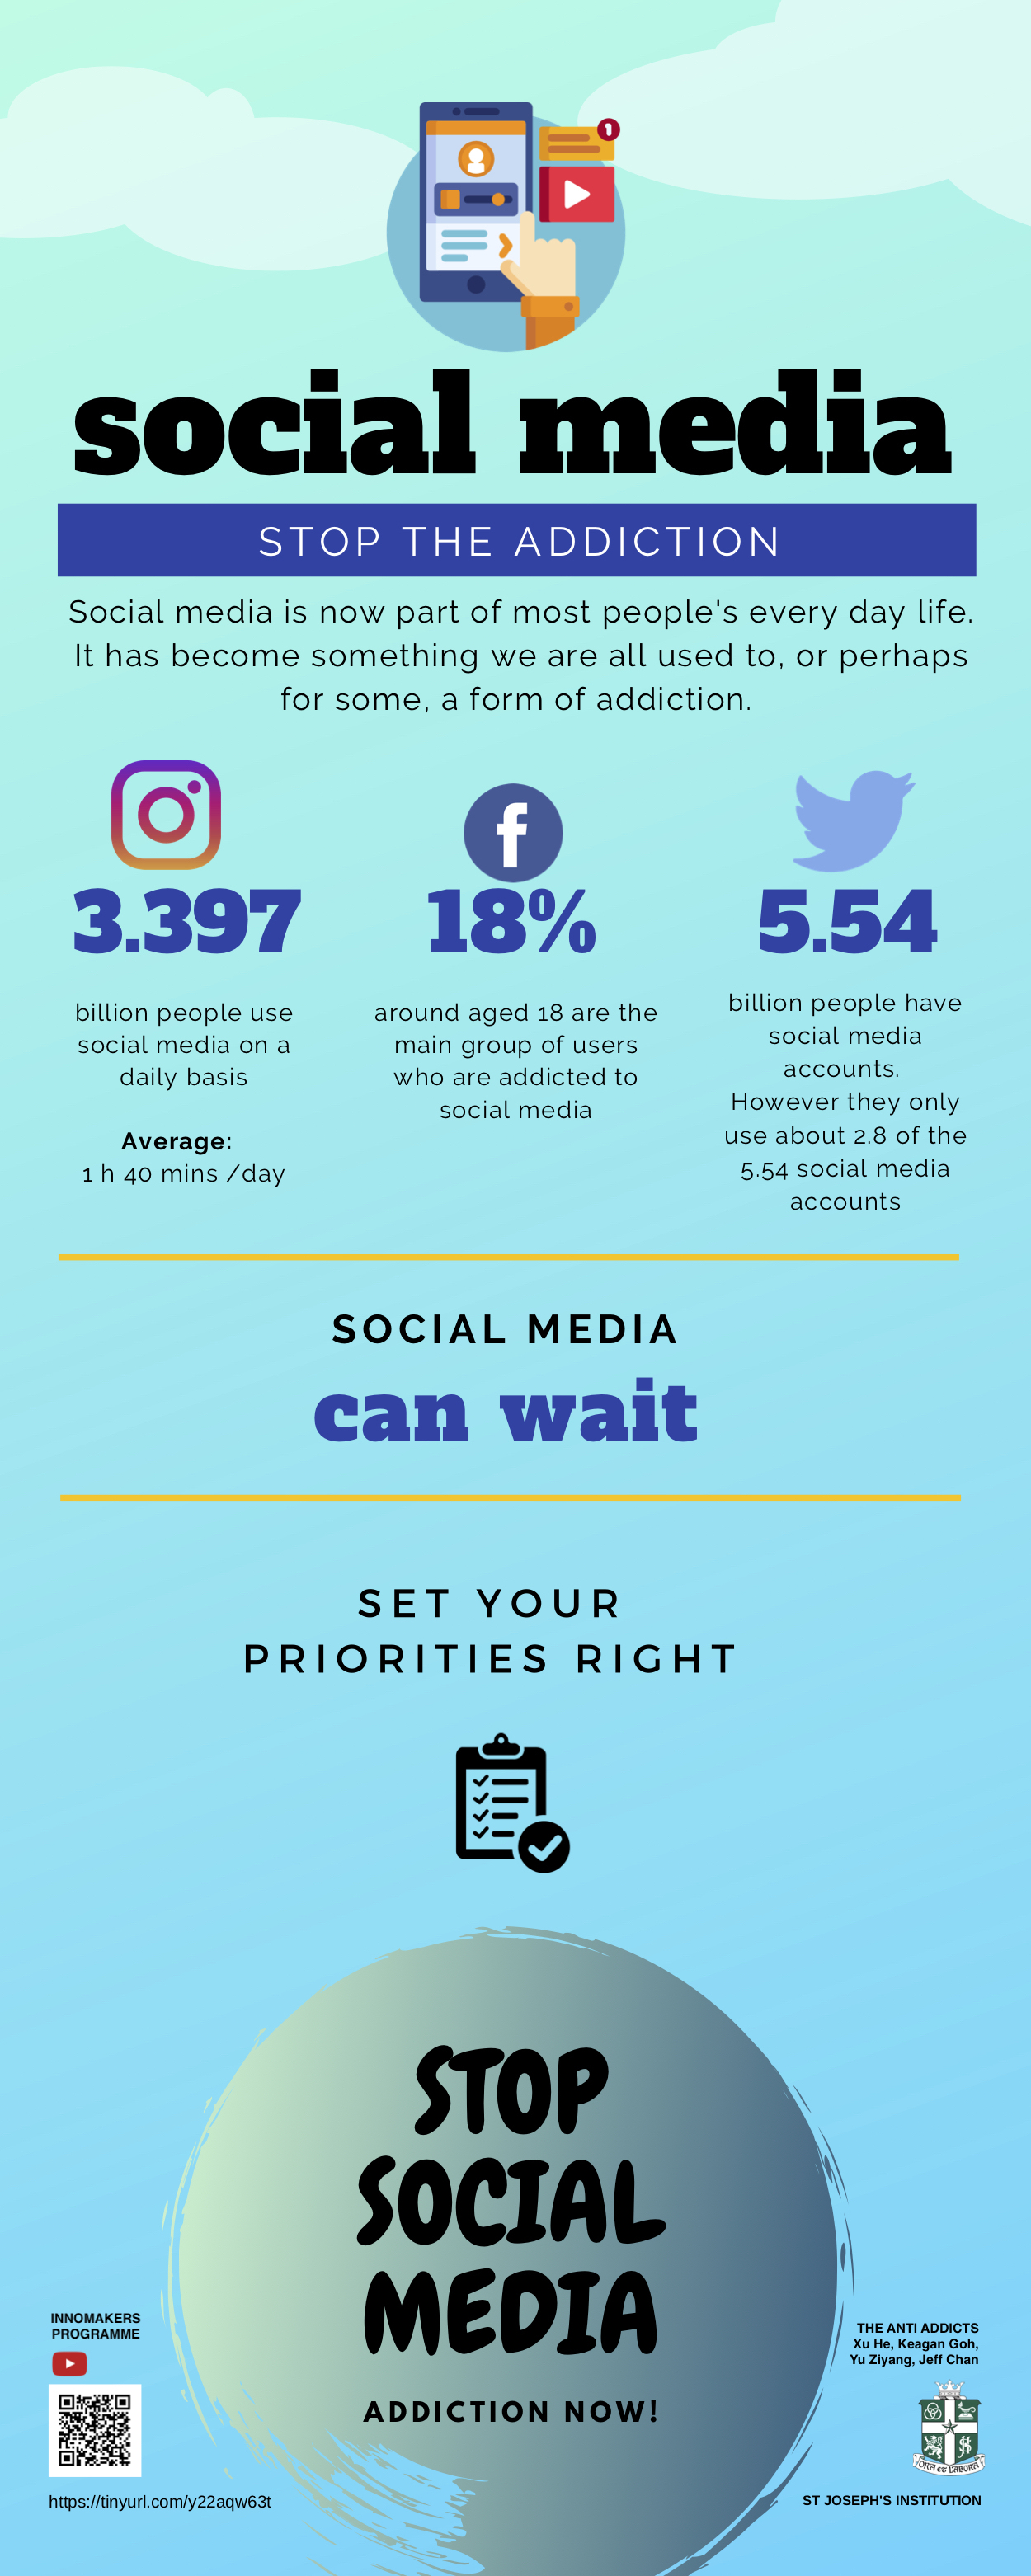 1
social media
STOP THE ADDICTION
Social media is now part of most people's every day life.
It has become something we are all used to, or perhaps
for some, a form of addiction.
f
3.397
billion people use
social media on a
daily basis
Average:
1 h 40 mins /day
18%
around aged 18 are the
main group of users
who are addicted to
social media
5.54
billion people have
social media
accounts.
However they only
use about 2.8 of the
5.54 social media
accounts
SOCIAL MEDIA
can wait
SET YOUR
PRIORITIES RIGHT
STOP
SOCIAL
MEDIA
ADDICTION NOW!
INNOMAKERS
PROGRAMME
https://tinyurl.com/y22aqw63t
THE ANTI ADDICTS
Xu He, Keagan Goh,
Yu Ziyang, Jeff Chan
ORA ET LABORA
ST JOSEPH'S INSTITUTION